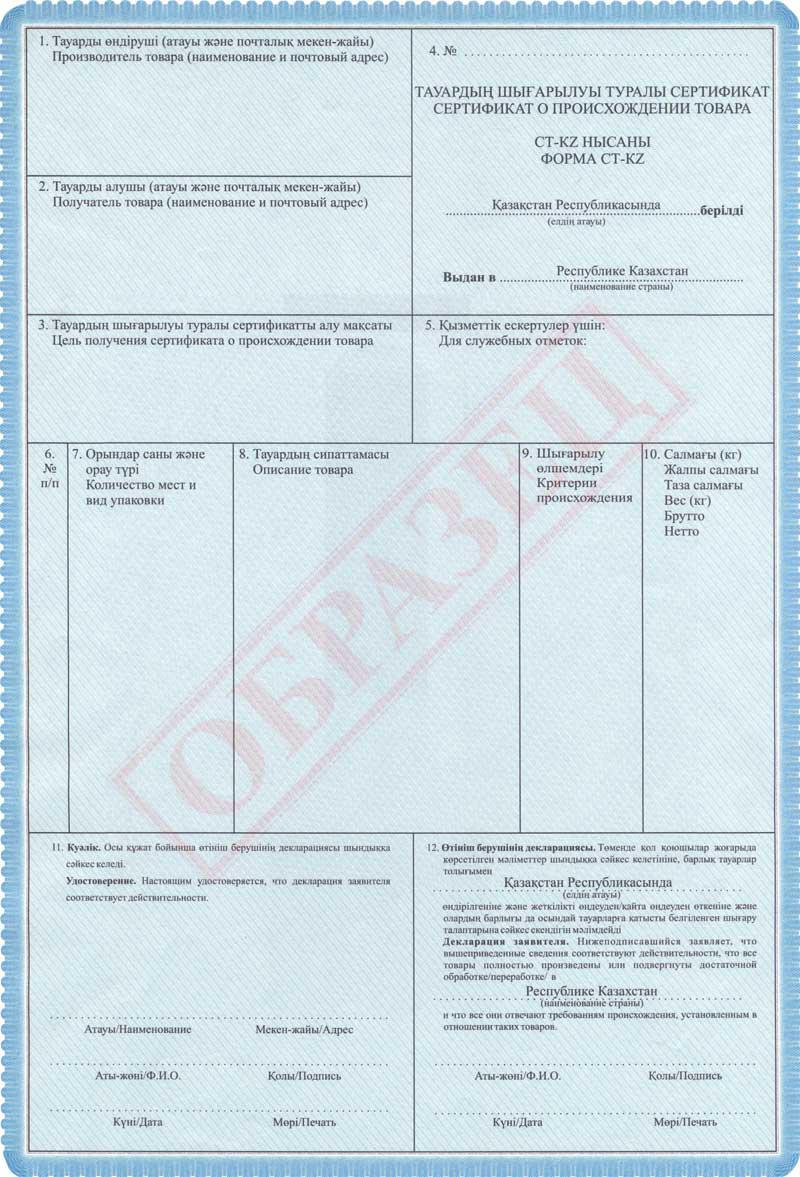 1. Тауарды өндіруші (атауы және почталық мекен-жайы)
Производитель товара (наименование и почтовый адрес)
4. №
ТАУАРДЫҢ ШЫҒАРЫЛУЫ ТУРАЛЫ СЕРТИФИКАТ
СЕРТИФИКАТ О ПРОИСХОЖДЕНИИ ТОВАРА
СТ-KZ НЫСАНЫ
ФОРМА СТ-KZ
2. Тауарды алушы (атауы және почталық мекен-жайы)
Получатель товара (наименование и почтовый адрес)
Қазақстан Республикасында берілді
(елдің атауы)
Выдан в Республике Казахстан
(наименование страны)
3. Тауардың шығарылуы туралы сертификатты алу мақсаты
Цель получения сертификата о происхождении товара
5. Қызметтік ескертулер үшін:
Для служебных отметок:
6.
№
п/п
7. Орындар саны және
орау түрі
Количество мест и
вид упаковки
8. Тауардың сипаттамасы
Описание товара
9. Шығарылу
өлшемдері
Критерии
происхождения
10. Салмағы (кг)
Жалпы салмағы
Таза салмағы
Вес (кг)
Брутто
Нетто
ОБРАЗЕЦ
11. Куәлік. Осы құжат бойынша өтініш берушінің декларациясы шындыққа
сәйкес келеді.
Удостоверение. Настоящим удостоверяется, что декларация заявителя
соответствует действительности.
Атауы/Наименование Мекен-жайы/Адрес
Аты-жөні/Ф.И.О. Қолы/Подпись
Күні/Дата Мөрі/Печать
12. Өтініш берушінің декларациясы. Төменде қол қоюшылар жоғарыда
көрсетілген мәліметтер шындыққа сәйкес келетініне, барлық тауарлар
толығымен
Қазақстан Республикасында
(елдің атауы)
өндірілгеніне және жеткілікті өңдеуден/қайта өңдеуден өткеніне және
олардың барлығы да осындай тауарларға қатысты белгіленген шығару
талаптарына сәйкес екендігін мәлімдейді
Декларация заявителя. Нижеподписавшийся заявляет, что
вышеприведенные сведения соответствуют действительности, что все
товары полностью произведены или подвергнуты достаточной
обработке/переработке/ в
Республике Казахстан
(наименование страны)
и что все они отвечают требованиям происхождения, установленным в
отношении таких товаров.
Аты-жөні/Ф.И.О. Қолы/Подпись
Күні/Дата Мөрі/Печать